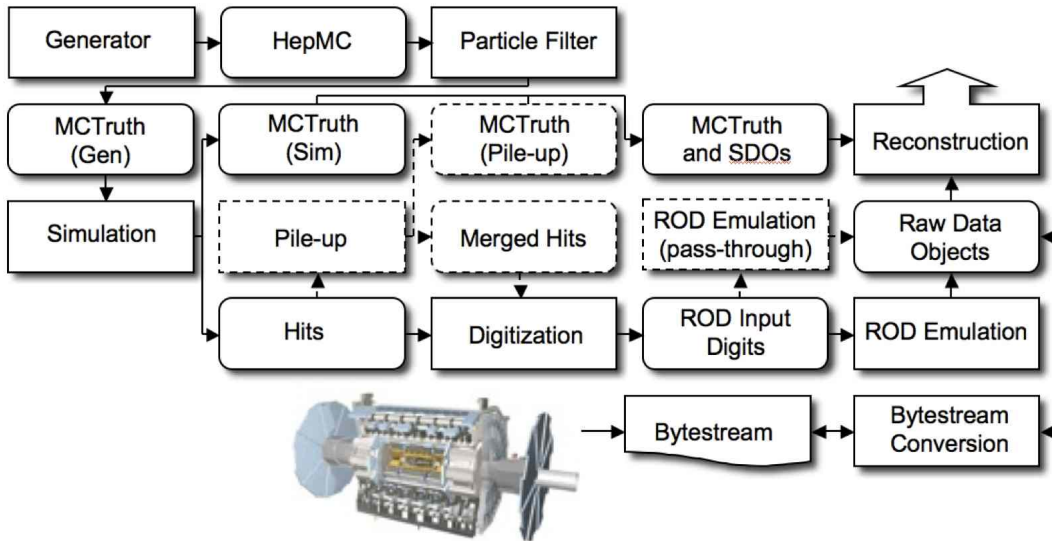 Generator
HepMC
Particle Filter
MCTruth
(Gen)
MCTruth
(Sim)
MCTruth
(Pile-up)
MCTruth
and SDOs
Reconstruction
Simulation
Pile-up
Merged Hits
ROD Emulation
(pass-through)
Raw Data
Objects
Hits
Digitization
ROD Input
Digits
ROD Emulation
Bytestream
Bytestream
Conversion